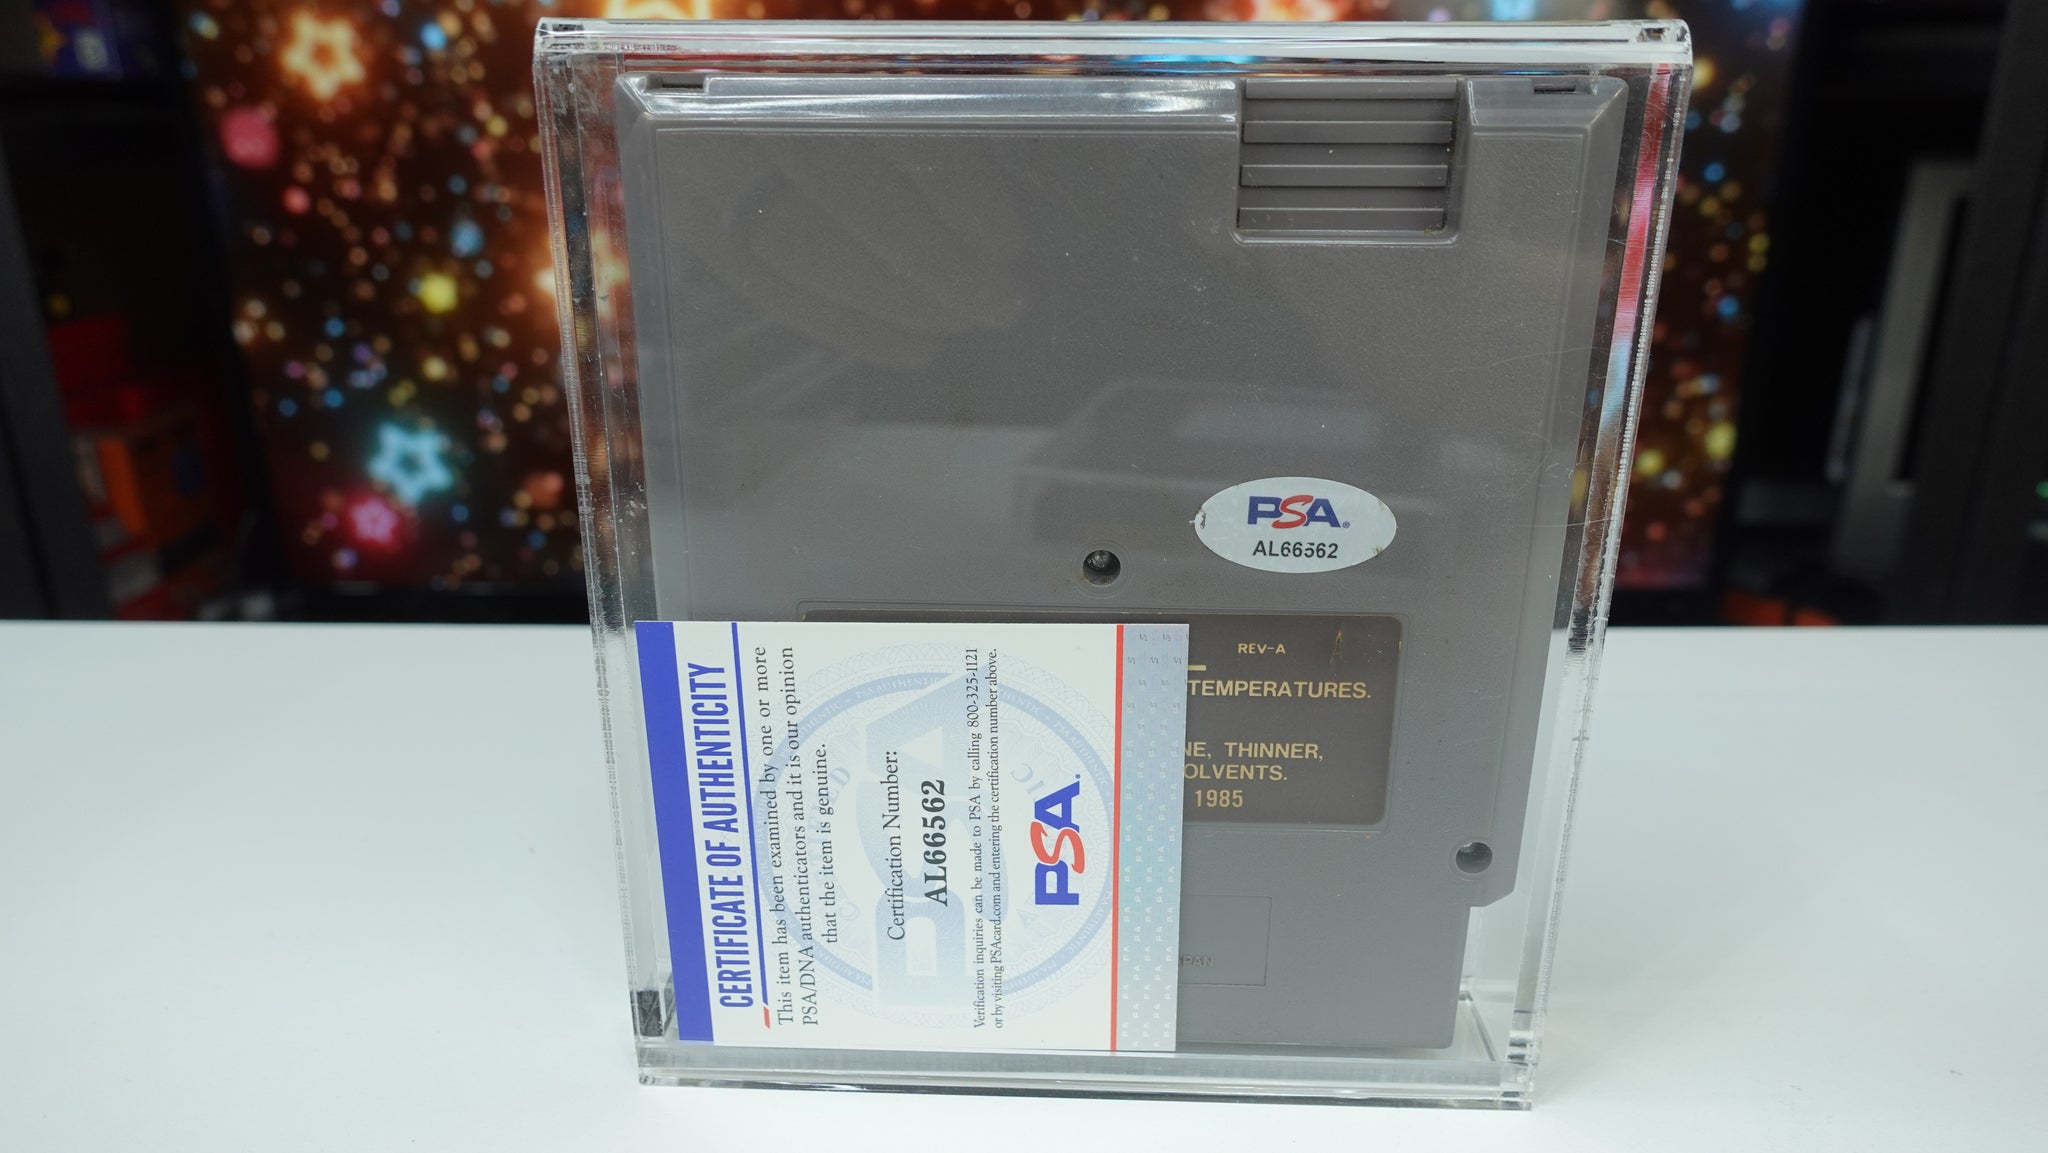 PSA
AL66562
REV-A
TEMPERATURES.
NE, THINNER,
OLVENTS.
1985
CERTIFICATE OF AUTHENTICITY
This item has been examined by one or more
PSA/DNA authenticators and it is our opinion
that the item is genuine.
Certification Number:
AL66562
Verification inquiries can be made to PSA by calling 800-325-1121
or by visiting PSAcard.com and entering the certification number above.
PSA